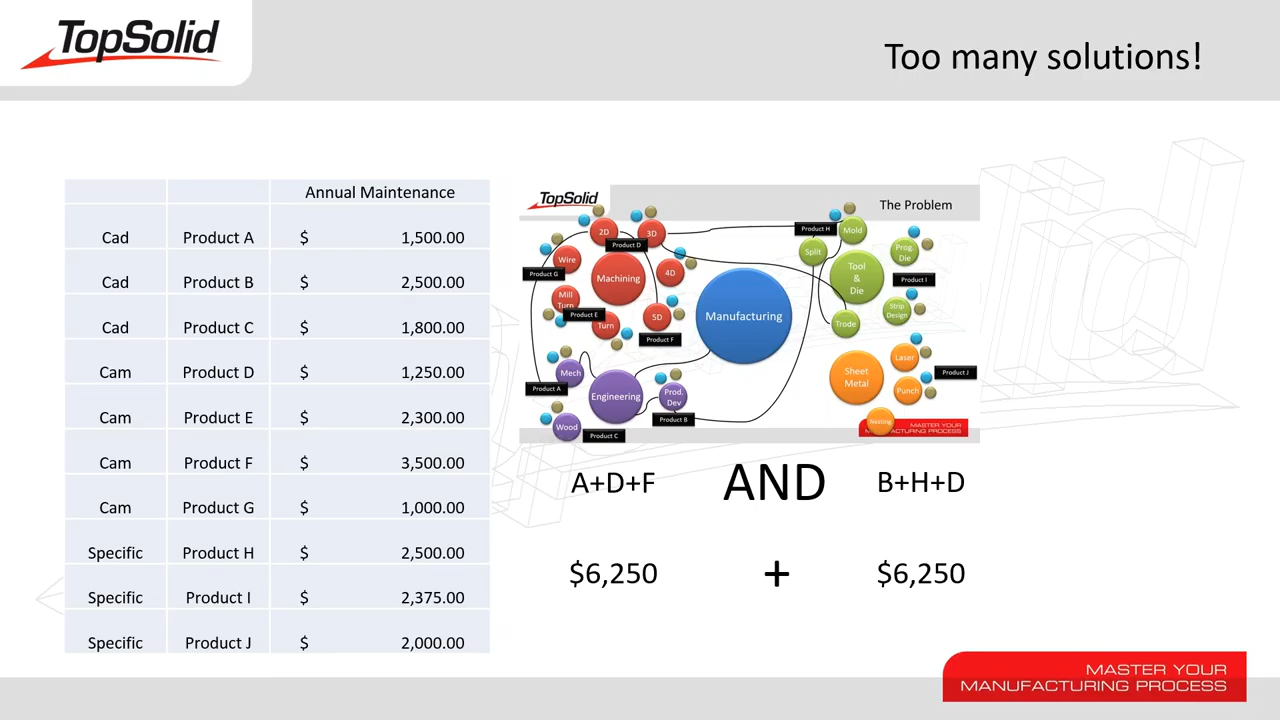 TopSolid
Too many solutions!
Annual Maintenance
Cad Product A $ 1,500.00
Cad Product B $ 2,500.00
Cad Product C $ 1,800.00
Cam Product D $ 1,250.00
Cam Product E $ 2,300.00
Cam Product F $ 3,500.00
Cam Product G $ 1,000.00
Specific Product H $ 2,500.00
Specific Product I $ 2,375.00
Specific Product J $ 2,000.00
TopSolid
The Problem
2D
3D
Product D
Wire
Product G
Machining
4D
Mill
Turn
Product E
Turn
5D
Product F
Manufacturing
Product H
Mold
Split
Prog.
Die
Tool
&
Die
Product I
Strip
Design
Trode
Mech
Product A
Engineering
Prod.
Dev
Product B
Wood
Product C
Sheet
Metal
Laser
Product J
Punch
Nesting
MASTER YOUR
MANUFACTURING PROCESS
A+D+F AND B+H+D
$6,250 + $6,250
MASTER YOUR
MANUFACTURING PROCESS